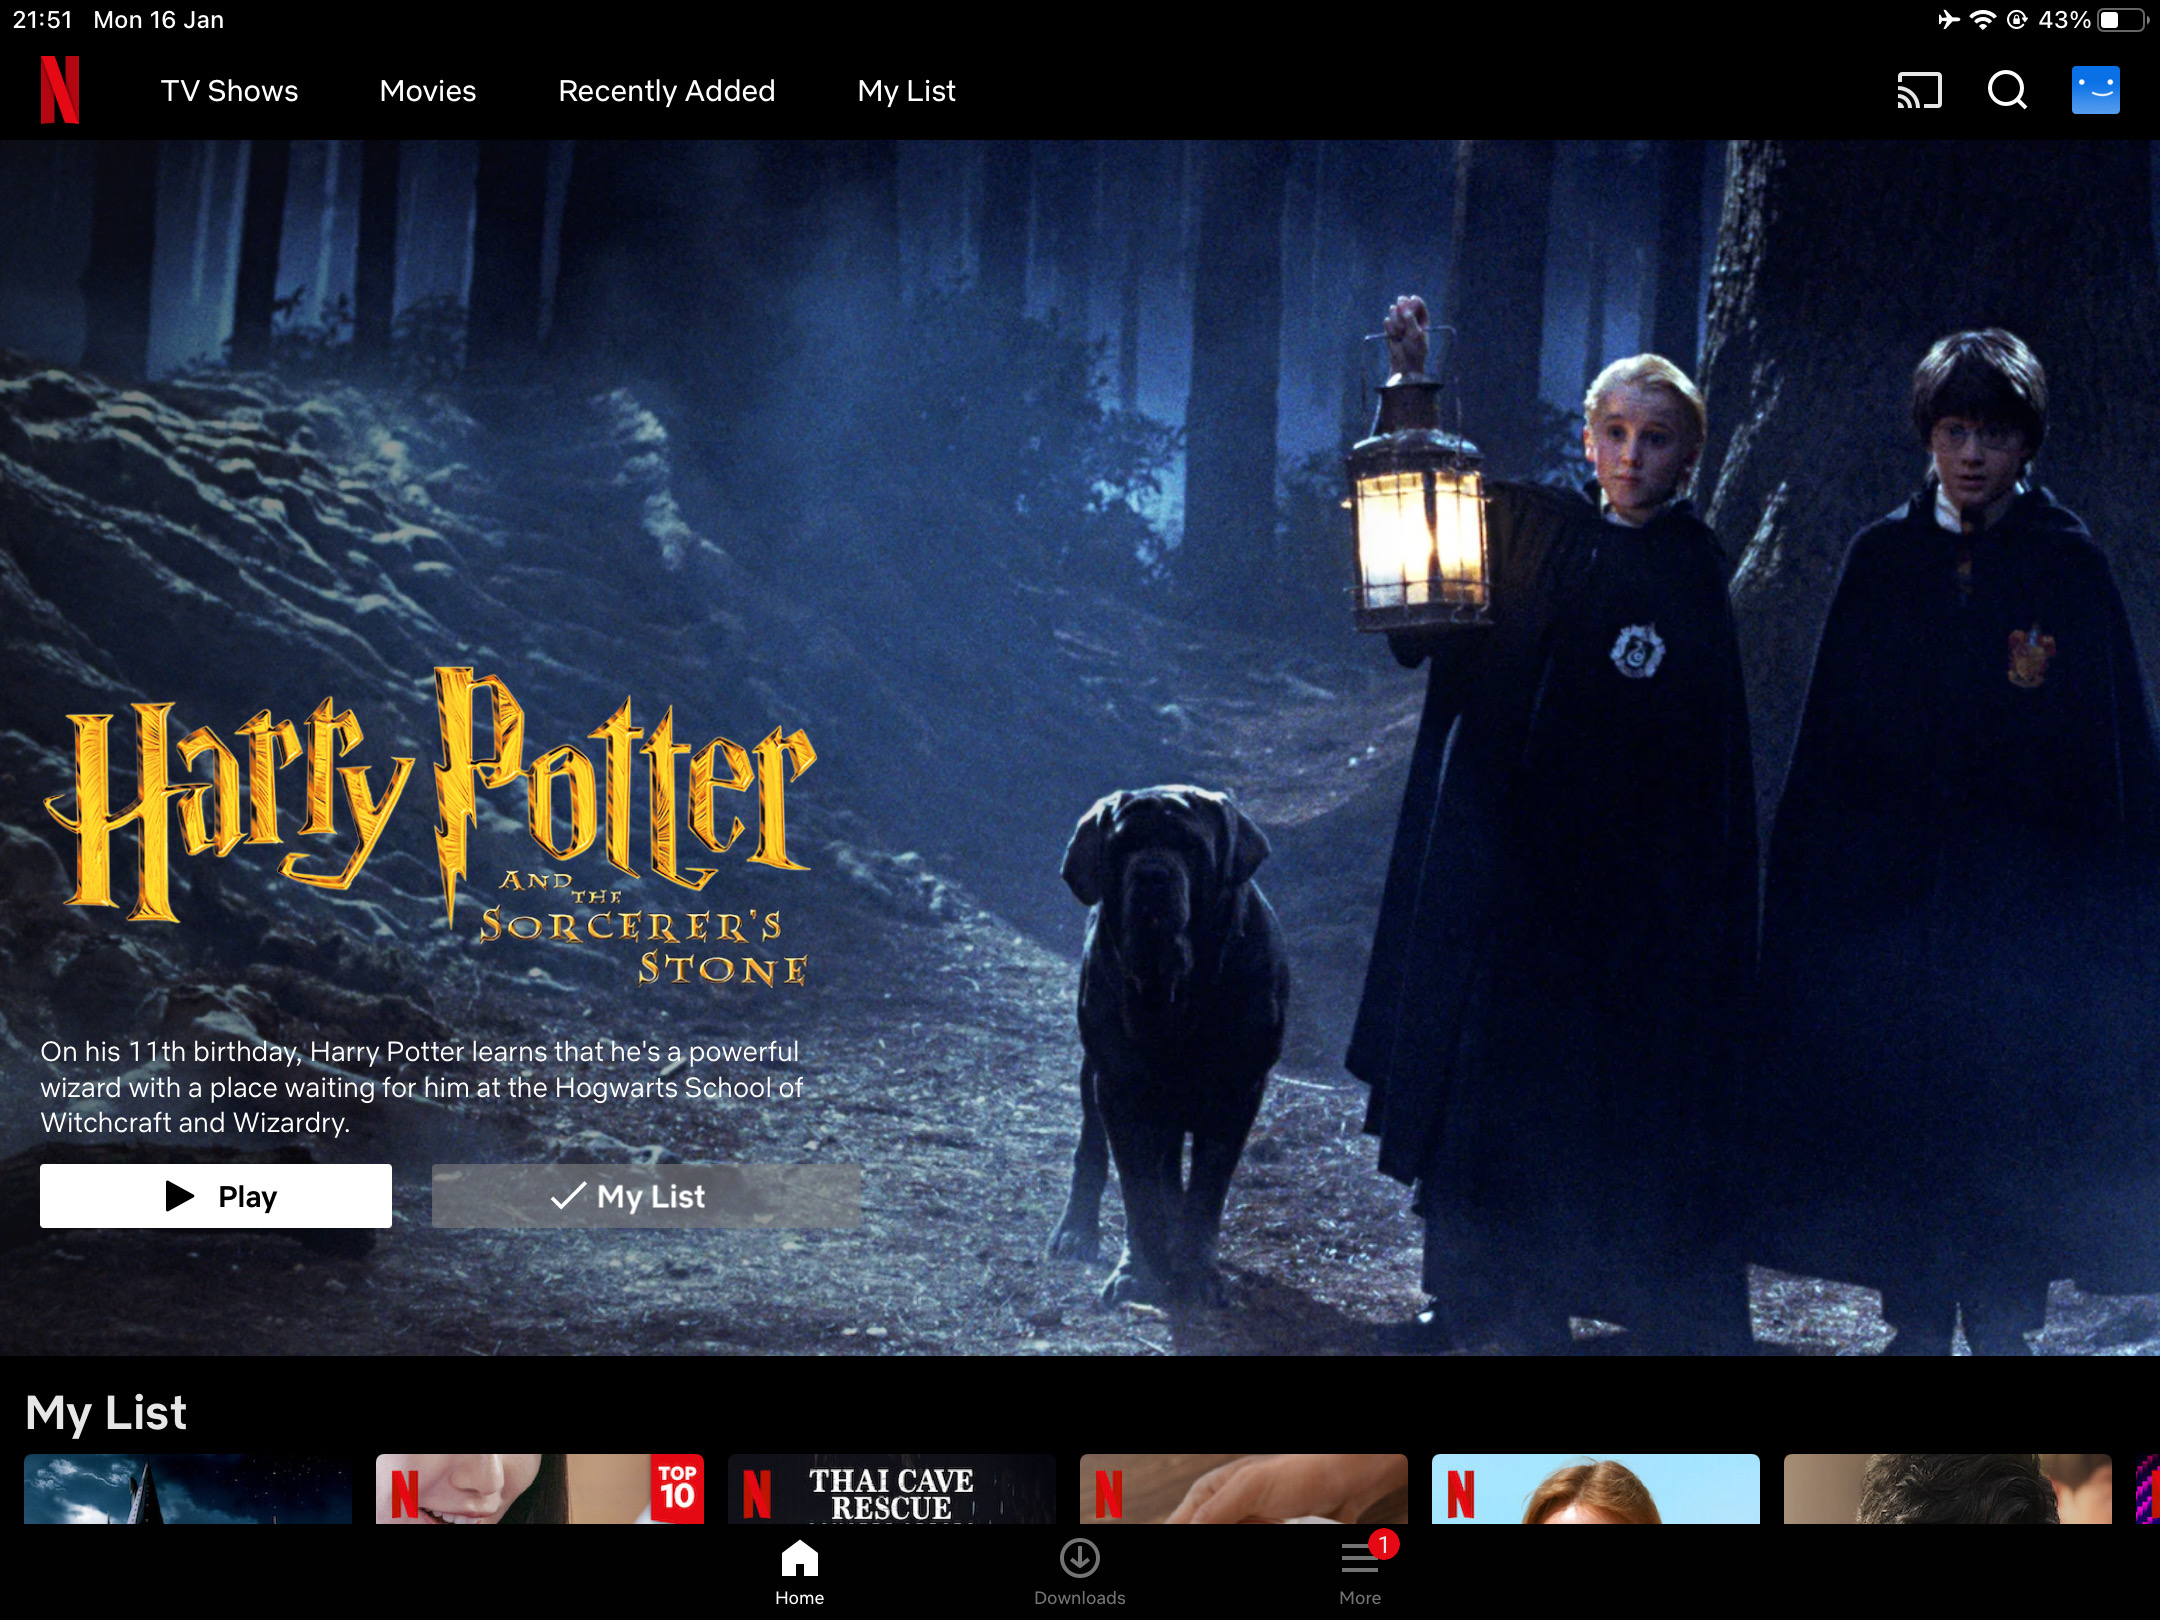 21:51 Mon 16 Jan
43%
N TV Shows Movies Recently Added My List
Harry Potter
AND THE
SORCERER'S
STONE
On his 11th birthday, Harry Potter learns that he's a powerful
wizard with a place waiting for him at the Hogwarts School of
Witchcraft and Wizardry.
Play My List
My List
N TOP
10
N THAI CAVE
RESCUE
N
N
1
Home Downloads More